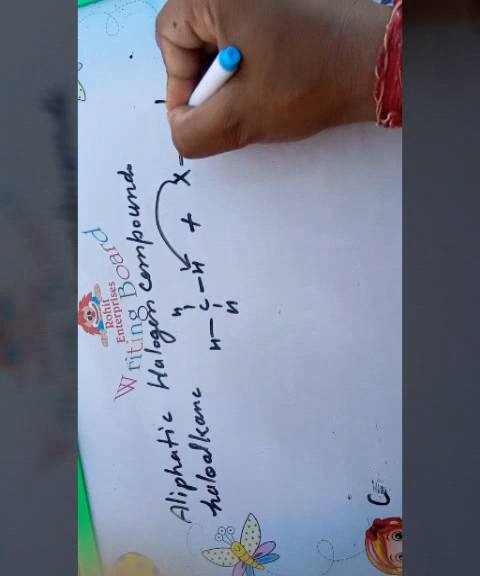 Rohit
Enterprises
Writing Board
Aliphatic Halogen compound.
haloalkane
H
H-C-H + X-
H